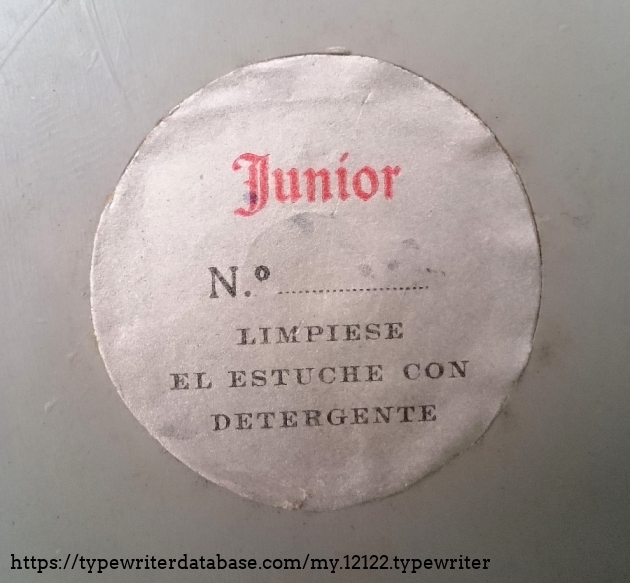 Junior
N.º
LIMPIESE
EL ESTUCHE CON
DETERGENTE
https://typewriterdatabase.com/my.12122.typewriter